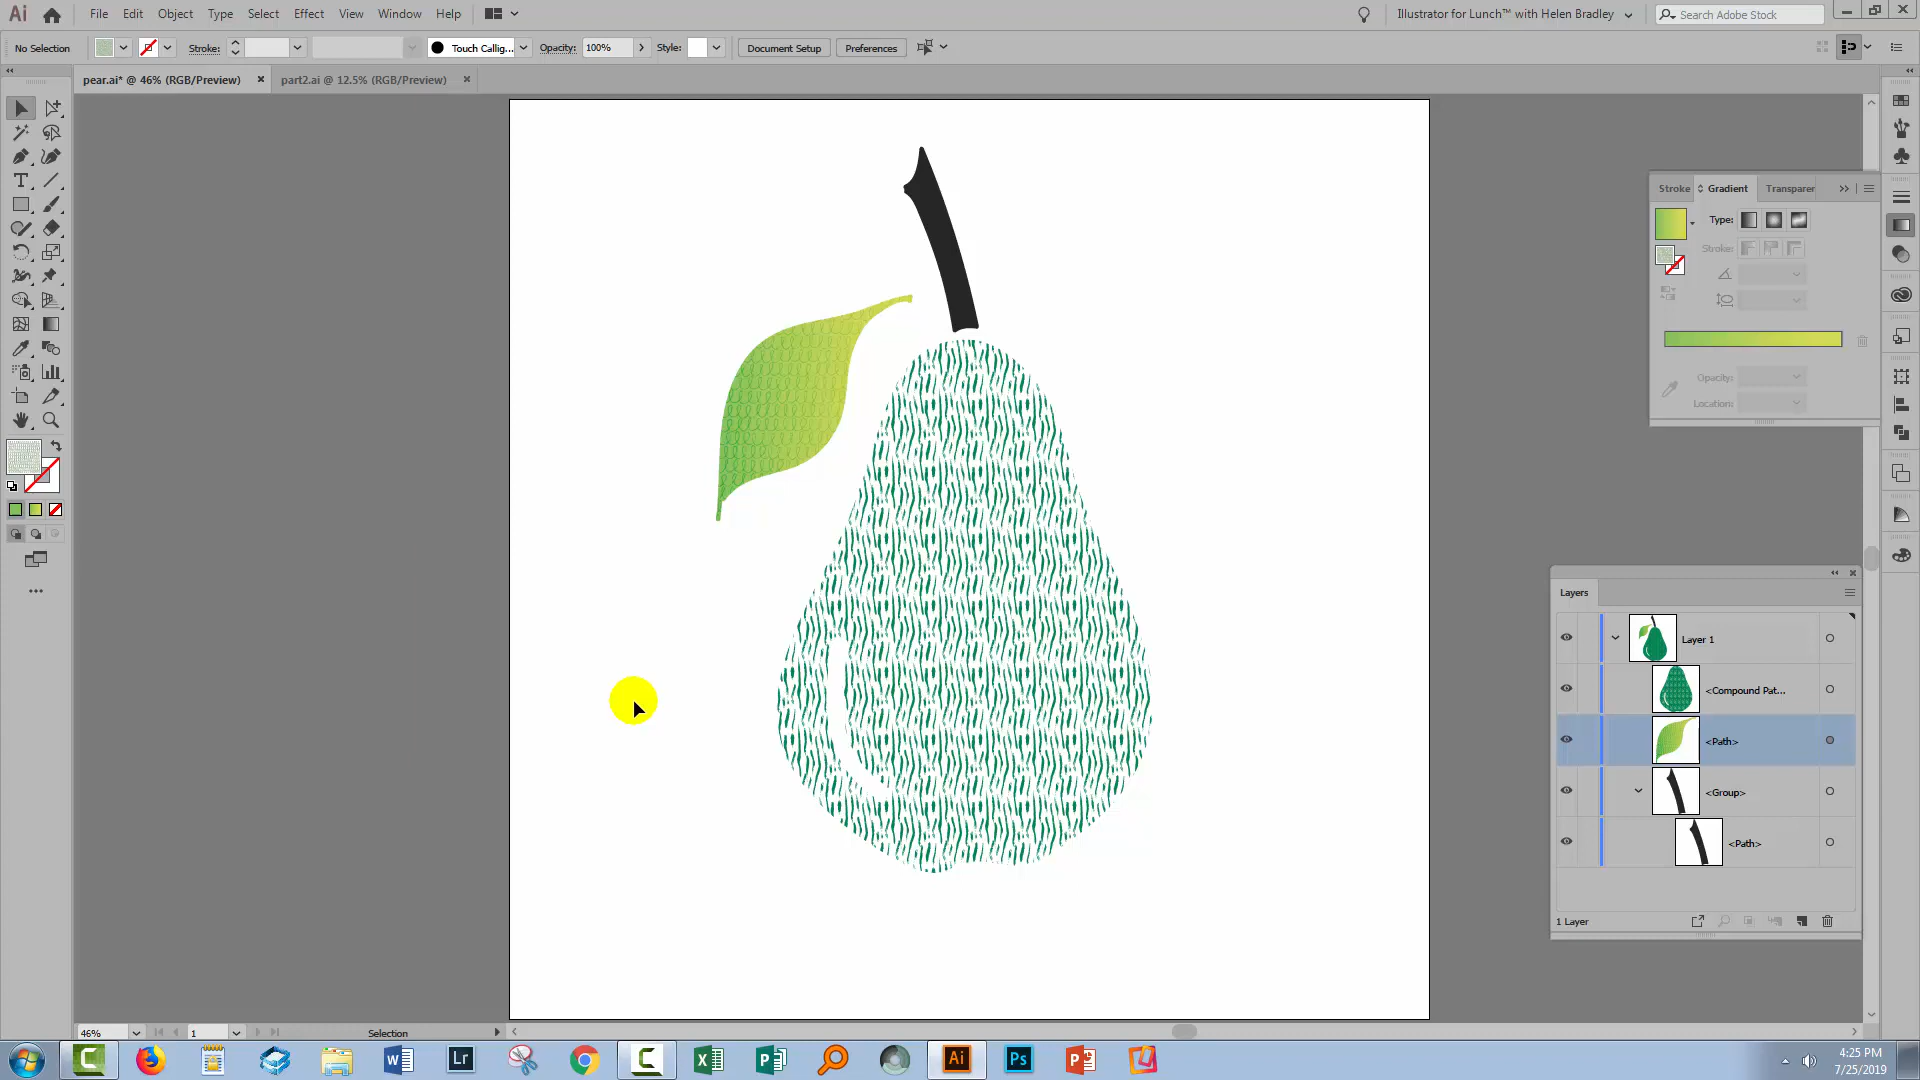 Ai File Edit Object Type Select Effect View Window Help Illustrator for Lunch™ with Helen Bradley Search Adobe Stock
No Selection Stroke: Touch Callig... Opacity: 100% Style: Document Setup Preferences
pear.ai* @ 46% (RGB/Preview) × part2.ai @ 12.5% (RGB/Preview) ×
Stroke Gradient Transparer
Type:
Stroke:
Opacity:
Location:
Layers
Layer 1
<Compound Pat...
<Path>
<Group>
<Path>
1 Layer
46% 1 Selection
Lr Ai Ps
4:25 PM
7/25/2019